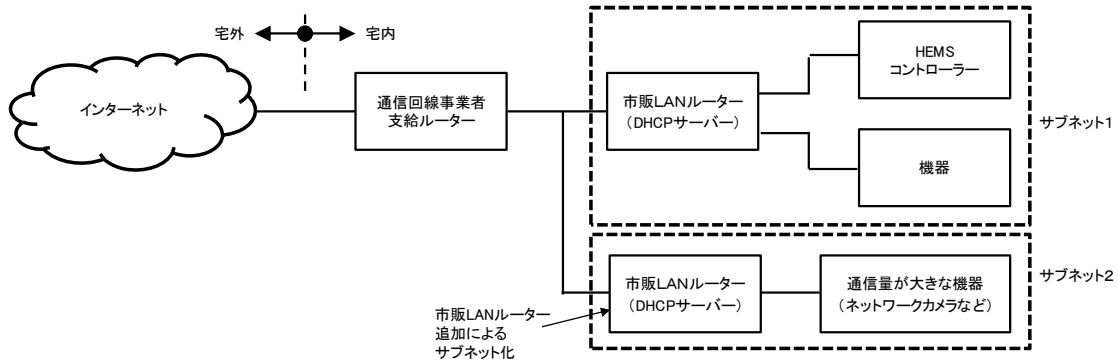 宅外
宅内
インターネット
通信回線事業者
支給ルーター
市販LANルーター
(DHCPサーバー)
HEMS
コントローラー
機器
サブネット1
市販LANルーター
(DHCPサーバー)
通信量が大きな機器
(ネットワークカメラなど)
サブネット2
市販LANルーター
追加による
サブネット化